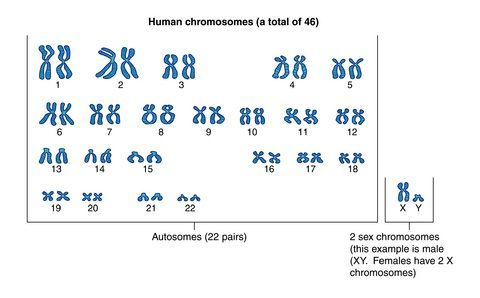 Human chromosomes (a total of 46)
1 2 3 4 5
6 7 8 9 10 11 12
13 14 15 16 17 18
19 20 21 22 X Y
Autosomes (22 pairs)
2 sex chromosomes
(this example is male
(XY. Females have 2 X
chromosomes)